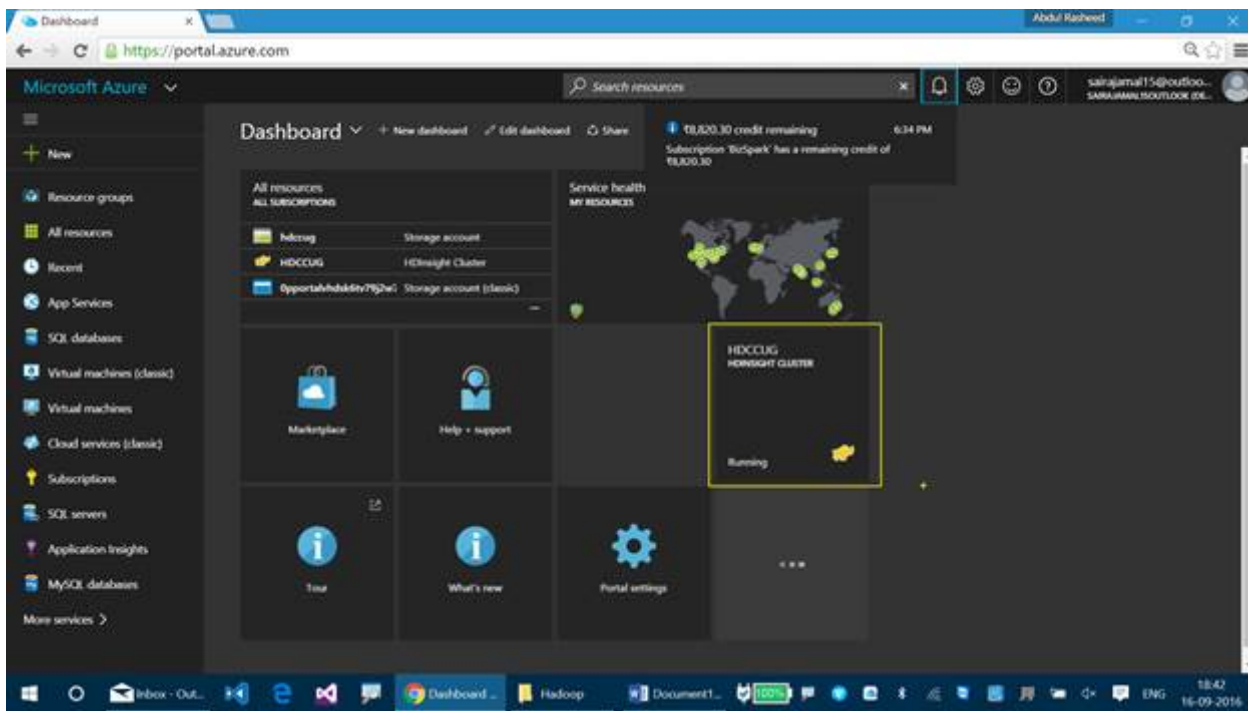 Dashboard
Abdul Rasheed
https://portal.azure.com
Microsoft Azure
Search resources
sairajamal15@outloo...
Dashboard
+ New dashboard
Edit dashboard
Share
₹8,820.30 credit remaining
6:34 PM
Subscription 'BizSpark' has a remaining credit of
₹8,820.30
New
Resource groups
All resources
Recent
App Services
SQL databases
Virtual machines (classic)
Virtual machines
Cloud services (classic)
Subscriptions
SQL servers
Application Insights
MySQL databases
More services >
All resources
ALL SUBSCRIPTIONS
hdccug
Storage account
HDCCUG
HDInsight Cluster
Storage account (classic)
Service health
MY RESOURCES
Marketplace
Help + support
HDCCUG
HDINSIGHT CLUSTER
Running
Tour
What's new
Portal settings
Inbox - Out...
Dashboard -...
Hadoop
Document1...
100%
ENG
18:42
16-09-2016